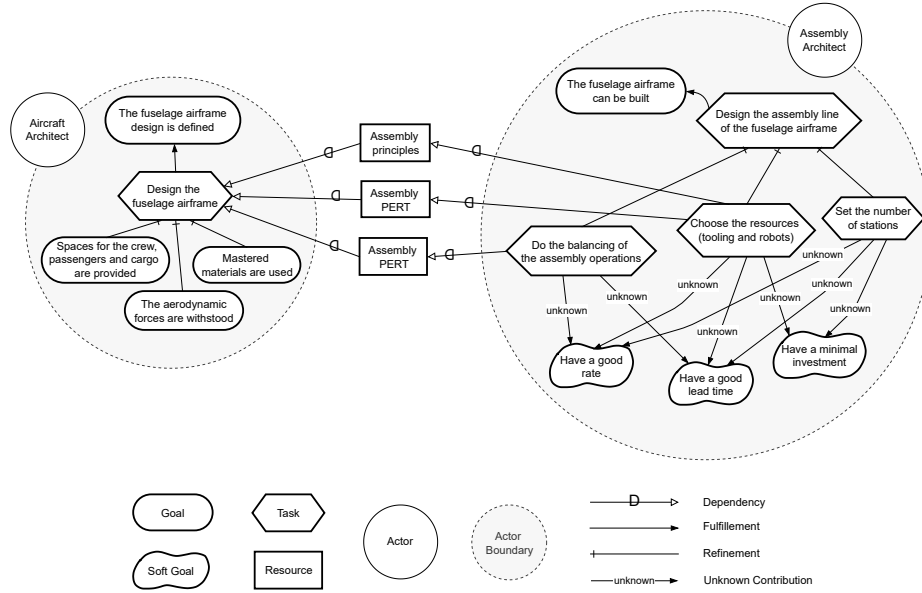 Assembly
Architect
Aircraft
Architect
The fuselage airframe
design is defined
The fuselage airframe
can be built
Design the assembly line
of the fuselage airframe
Assembly
principles
D
D
Design the
fuselage airframe
D
Assembly
PERT
D
Choose the resources
(tooling and robots)
Set the number
of stations
Spaces for the crew,
passengers and cargo
are provided
Mastered
materials are used
D
Assembly
PERT
D
Do the balancing of
the assembly operations
The aerodynamic
forces are withstood
unknown
unknown
unknown
unknown
unknown
unknown
unknown
unknown
Have a good
rate
Have a good
lead time
Have a minimal
investment
Goal
Task
Actor
Actor
Boundary
Soft Goal
Resource
D
Dependency
Fulfillment
Refinement
unknown
Unknown Contribution